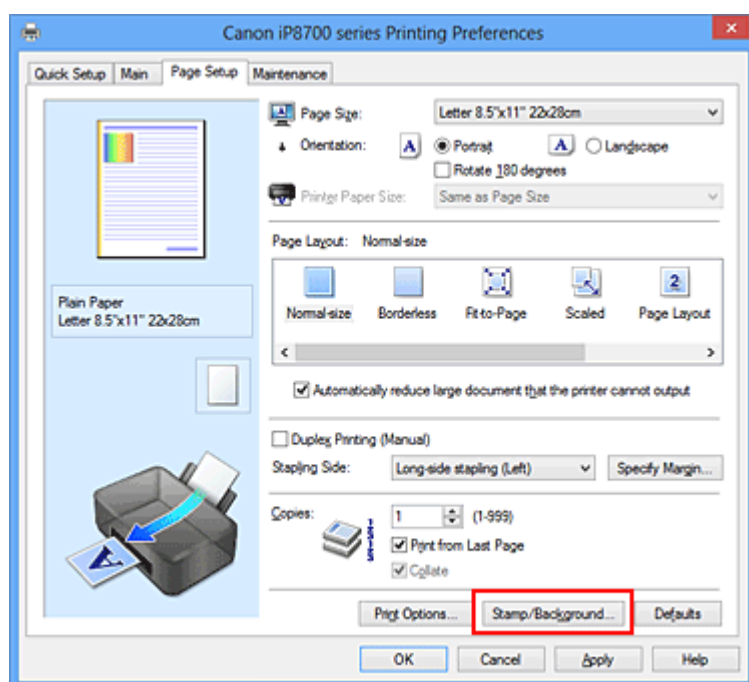 Canon iP8700 series Printing Preferences
Quick Setup Main Page Setup Maintenance
Page Size: Letter 8.5"x11" 22x28cm
Orientation: A Portrait A Landscape
Rotate 180 degrees
Printer Paper Size: Same as Page Size
Page Layout: Normal-size
2
Normal-size Borderless Fit-to-Page Scaled Page Layout
Plain Paper
Letter 8.5"x11" 22x28cm
Automatically reduce large document that the printer cannot output
Duplex Printing (Manual)
Stapling Side: Long-side stapling (Left) Specify Margin...
Copies: 1 (1-999)
Print from Last Page
Collate
A
Print Options... Stamp/Background... Defaults
OK Cancel Apply Help